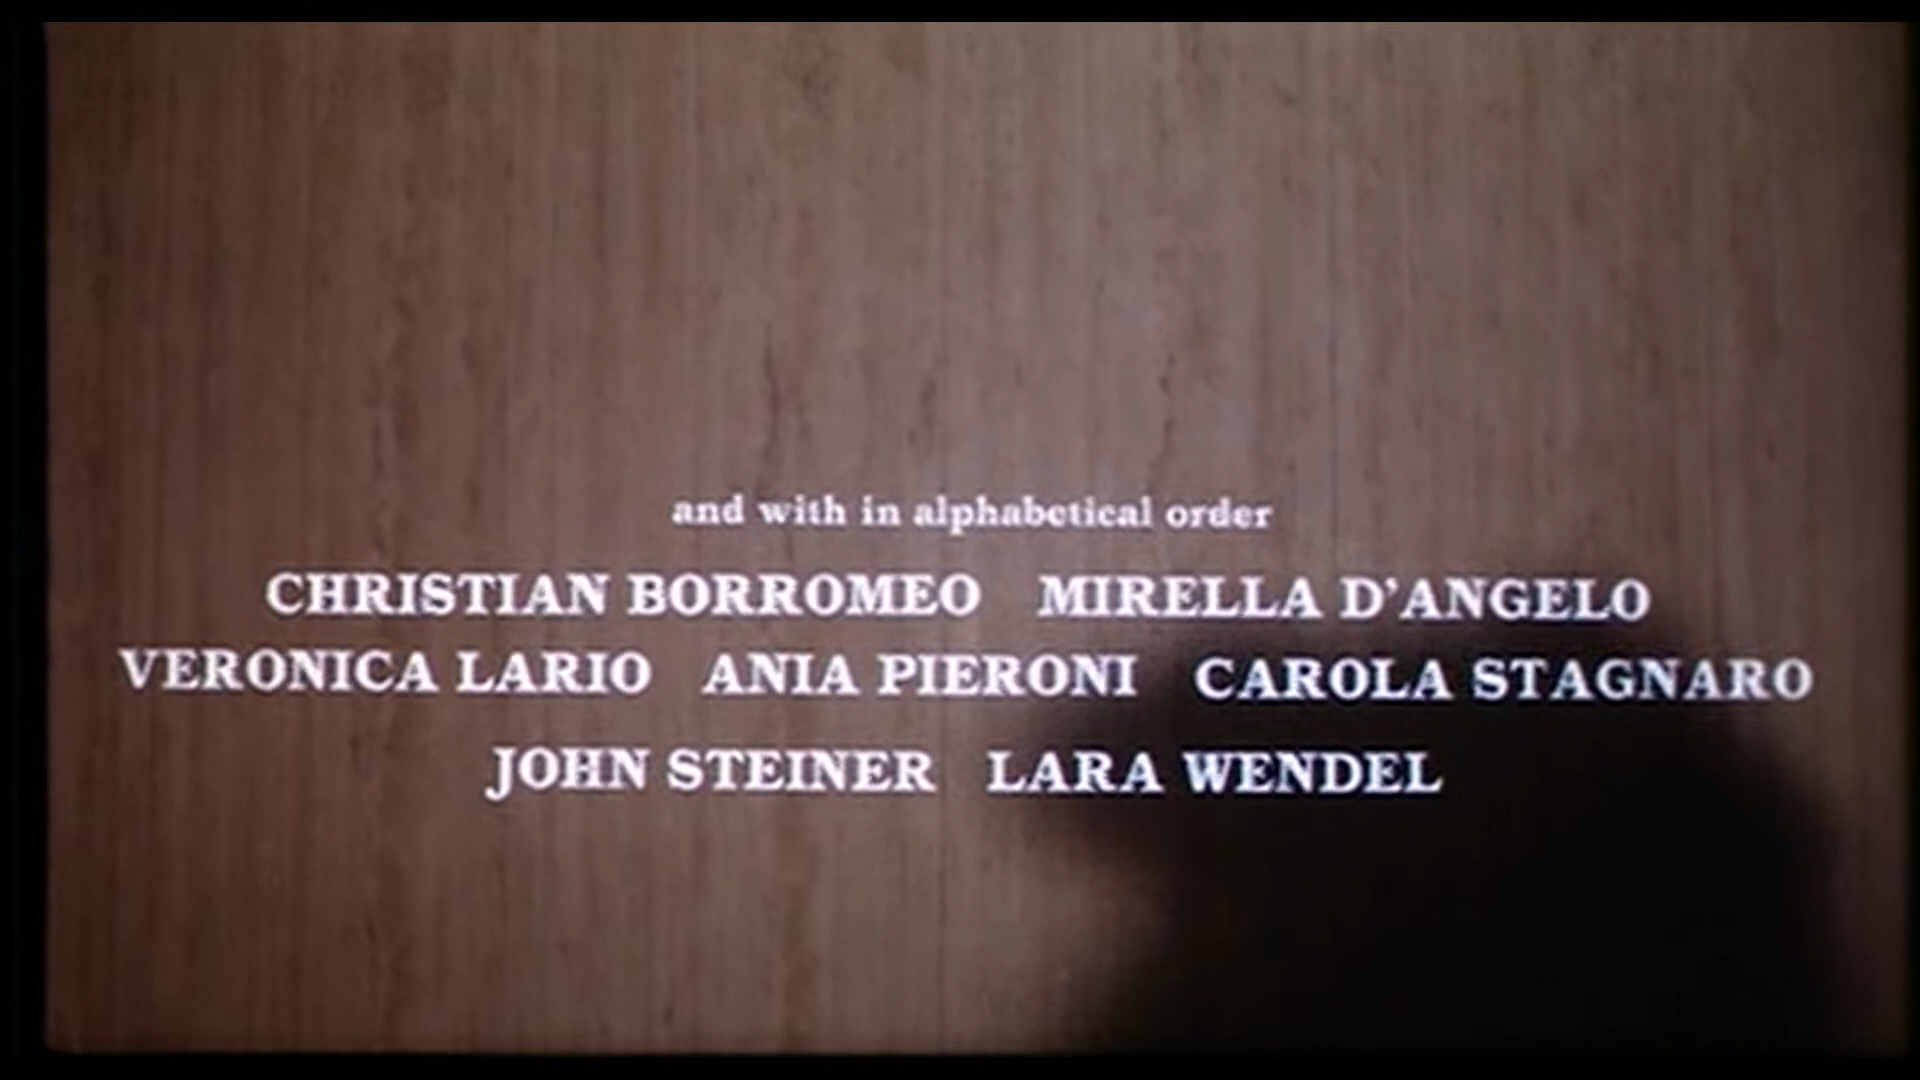 and with in alphabetical order
CHRISTIAN BORROMEO MIRELLA D'ANGELO
VERONICA LARIO ANIA PIERONI CAROLA STAGNARO
JOHN STEINER LARA WENDEL